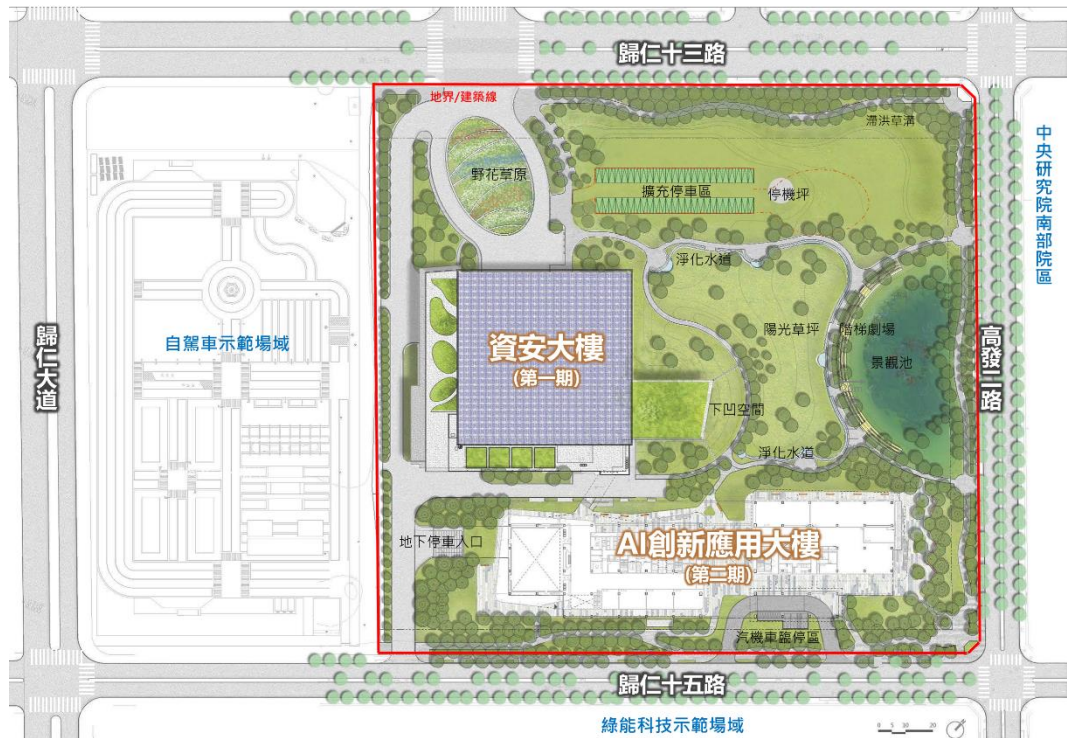 歸仁十三路
地界/建築線
滯洪草溝
中央研究院南部院區
野花草原
擴充停車區
停機坪
淨化水道
歸仁大道
自駕車示範場域
資安大樓
(第一期)
陽光草坪
階梯劇場
景觀池
高發二路
下凹空間
淨化水道
地下停車入口
AI創新應用大樓
(第二期)
汽機車臨停區
歸仁十五路
綠能科技示範場域
0 5 10 20